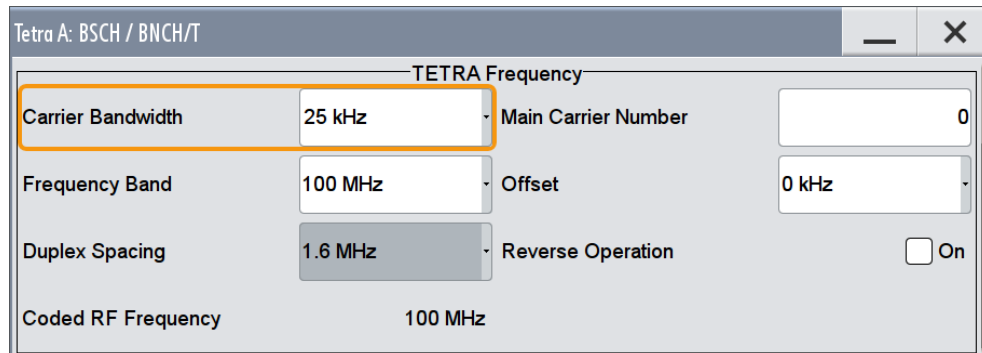 Tetra A: BSCH / BNCH/T
TETRA Frequency
Carrier Bandwidth 25 kHz Main Carrier Number 0
Frequency Band 100 MHz Offset 0 kHz
Duplex Spacing 1.6 MHz Reverse Operation On
Coded RF Frequency 100 MHz